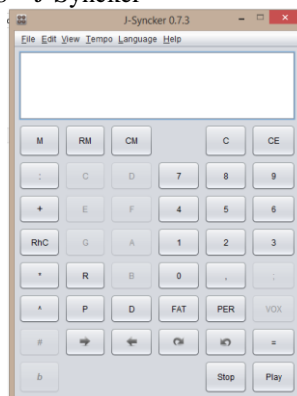 J-Syncker
J-Syncker 0.7.3
File Edit View Tempo Language Help
M RM CM C CE
: C D 7 8 9
+ E F 4 5 6
RhC G A 1 2 3
* R B 0 , :
^ P D FAT PER VOX
# =
b Stop Play